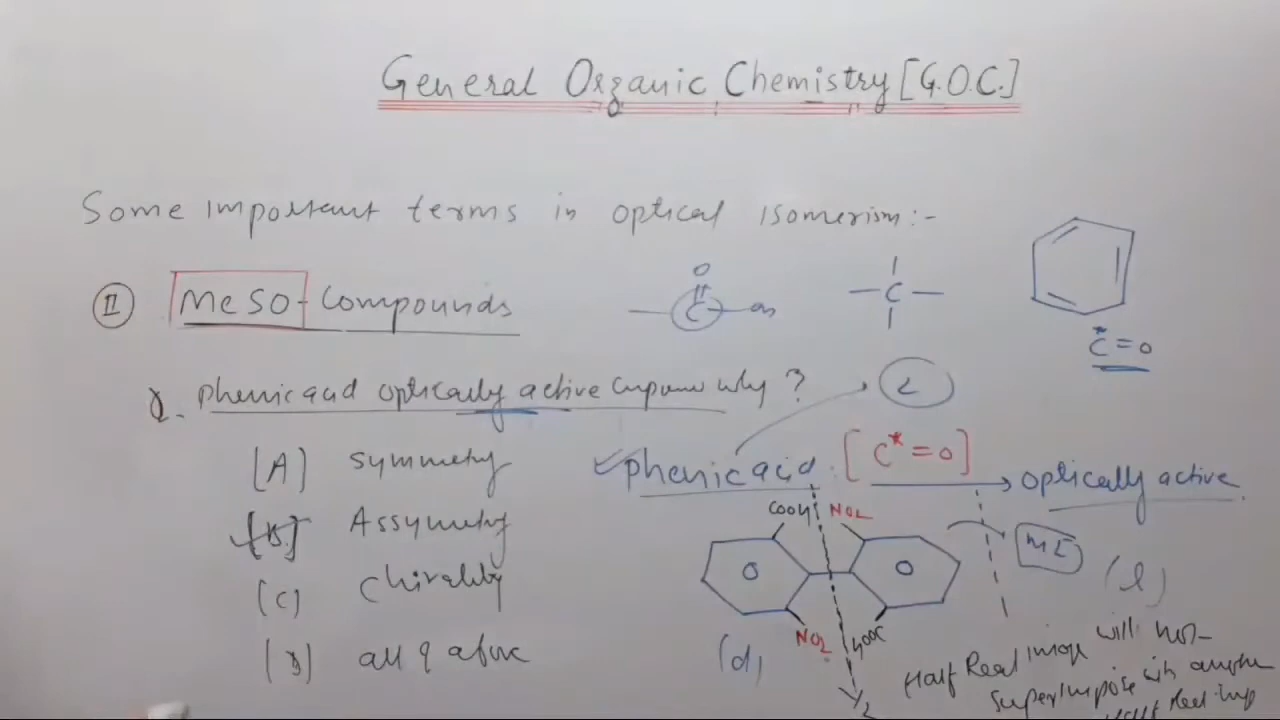 General Organic Chemistry [G.O.C.]
Some important terms in optical isomerism:-
II MeSO-Compounds
O
C
C
C* = O
Q. phenic acid optically active why ?
2
[A] Symmetry
phenic acid. [C* = O] → optically active.
[B] Assymetry
COOH NO2
MI
(l)
(C) Chirality
NO2 HOOC
(d)
[D] all of above
Half Real image will not
Superimpose with another
Half Real